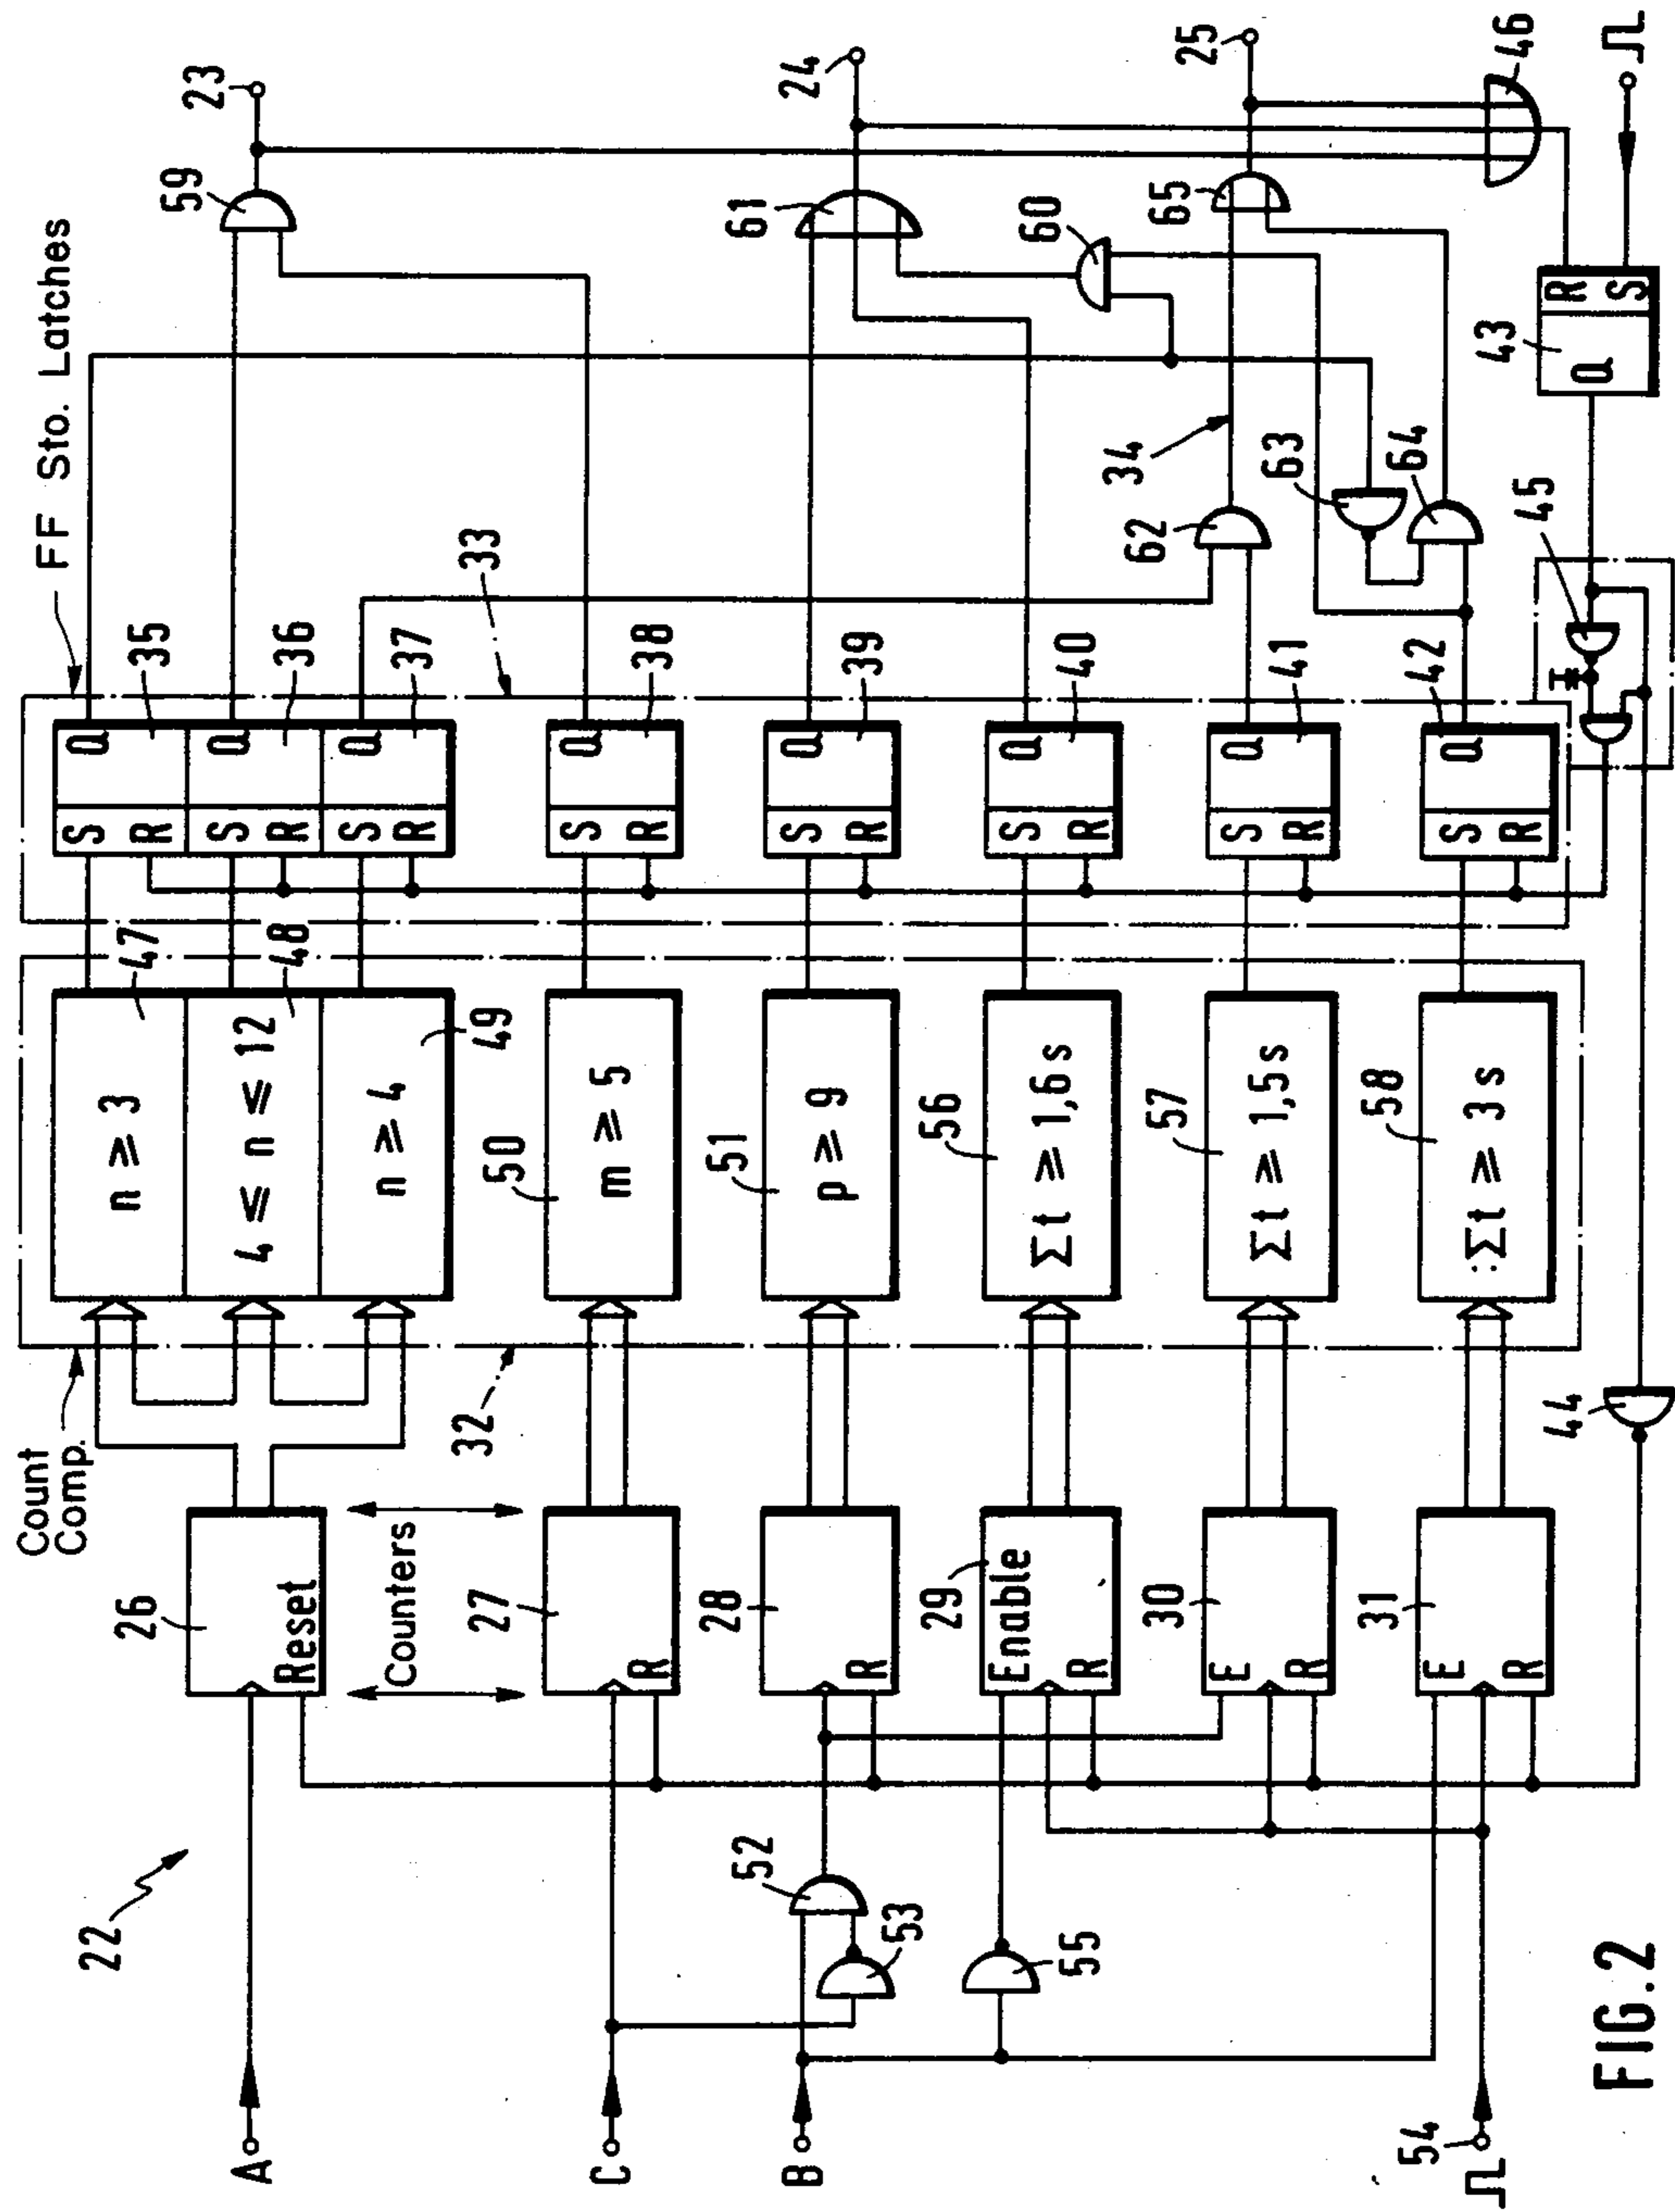 FIG.2
22
A
C
B
54
52
53
55
26
Reset
Counters
27
R
28
R
29
Enable
R
30
E
R
31
E
R
44
Count
Comp.
32
n ≥ 3
47
4 ≤ n ≤ 12
48
n ≥ 4
49
50
m ≥ 5
51
p ≥ 9
56
Σt ≥ 1,6s
57
Σt ≥ 1,5s
58
Σt ≥ 3s
FF Sto. Latches
33
S
R
Q
35
S
R
Q
36
S
R
Q
37
S
R
Q
38
S
R
Q
39
S
R
Q
40
S
R
Q
41
S
R
Q
42
45
59
23
61
24
60
62
34
63
64
65
25
46
43
Q
R
S